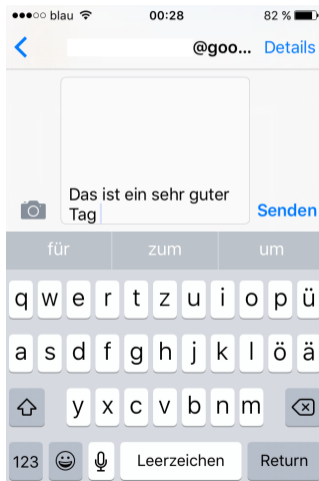 blau 00:28 82 %
@goo... Details
Das ist ein sehr guter
Tag
Senden
für zum um
q w e r t z u i o p ü
a s d f g h j k l ö ä
y x c v b n m
123 Leerzeichen Return